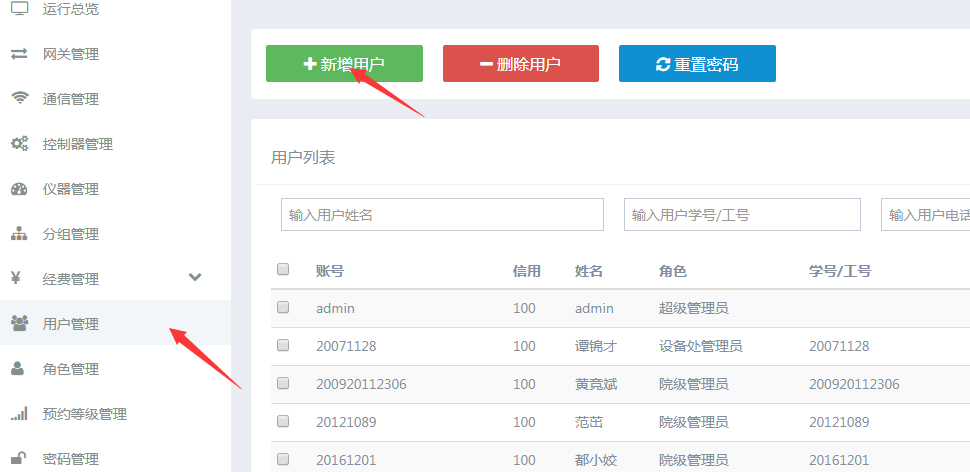 运行总览
网关管理
通信管理
控制器管理
仪器管理
分组管理
经费管理
用户管理
角色管理
预约等级管理
密码管理
新增用户 删除用户 重置密码
用户列表
输入用户姓名 输入用户学号/工号 输入用户电话
账号 信用 姓名 角色 学号/工号
admin 100 admin 超级管理员
20071128 100 谭锦才 设备处管理员 20071128
200920112306 100 黄竞斌 院级管理员 200920112306
20121089 100 范茁 院级管理员 20121089
20161201 100 都小姣 院级管理员 20161201